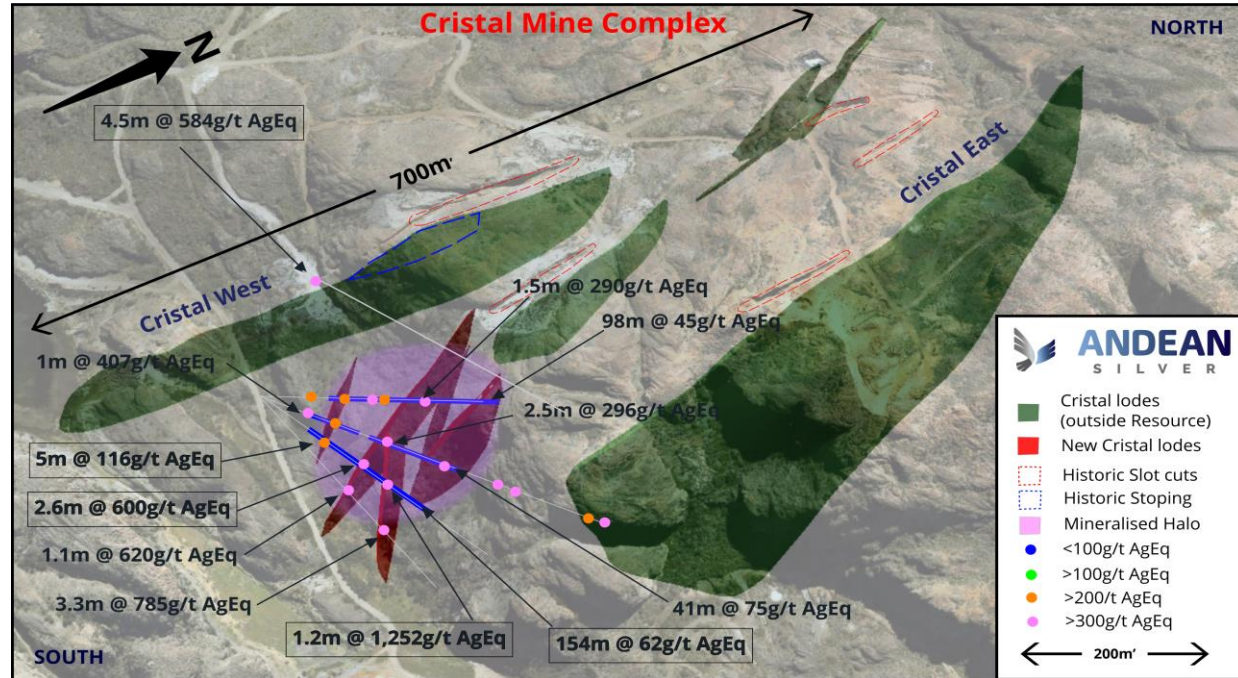 Cristal Mine Complex
NORTH
N
4.5m @ 584g/t AgEq
700m'
Cristal East
Cristal West
1.5m @ 290g/t AgEq
98m @ 45g/t AgEq
1m @ 407g/t AgEq
2.5m @ 296g/t AgEq
5m @ 116g/t AgEq
2.6m @ 600g/t AgEq
1.1m @ 620g/t AgEq
3.3m @ 785g/t AgEq
41m @ 75g/t AgEq
1.2m @ 1,252g/t AgEq
154m @ 62g/t AgEq
SOUTH
ANDEAN
SILVER
Cristal lodes
(outside Resource)
New Cristal lodes
Historic Slot cuts
Historic Stoping
Mineralised Halo
<100g/t AgEq
>100g/t AgEq
>200/t AgEq
>300g/t AgEq
200m'